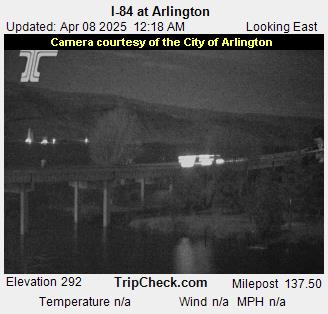 I-84 at Arlington
Updated: Apr 08 2025 12:18 AM Looking East
Camera courtesy of the City of Arlington
Elevation 292 TripCheck.com Milepost 137.50
Temperature n/a Wind n/a MPH n/a